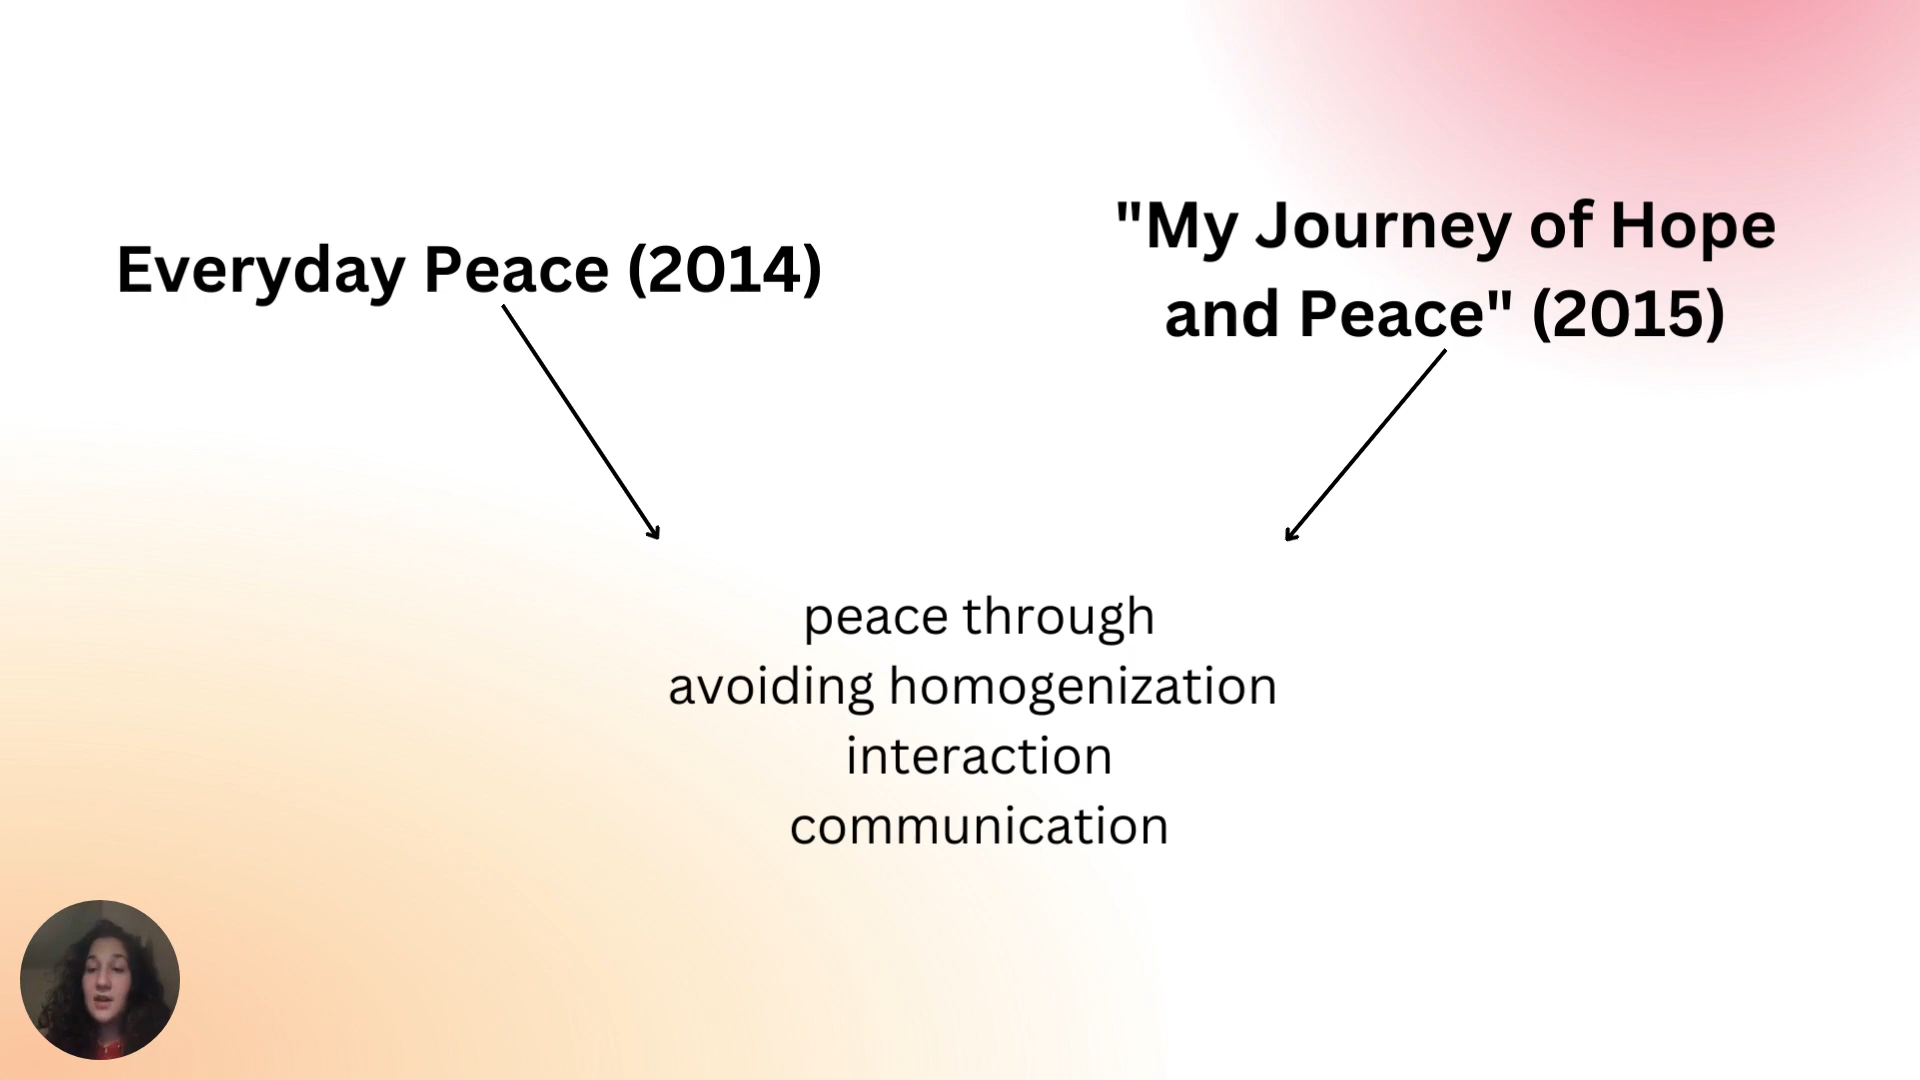 Everyday Peace (2014)
"My Journey of Hope
and Peace" (2015)
peace through
avoiding homogenization
interaction
communication